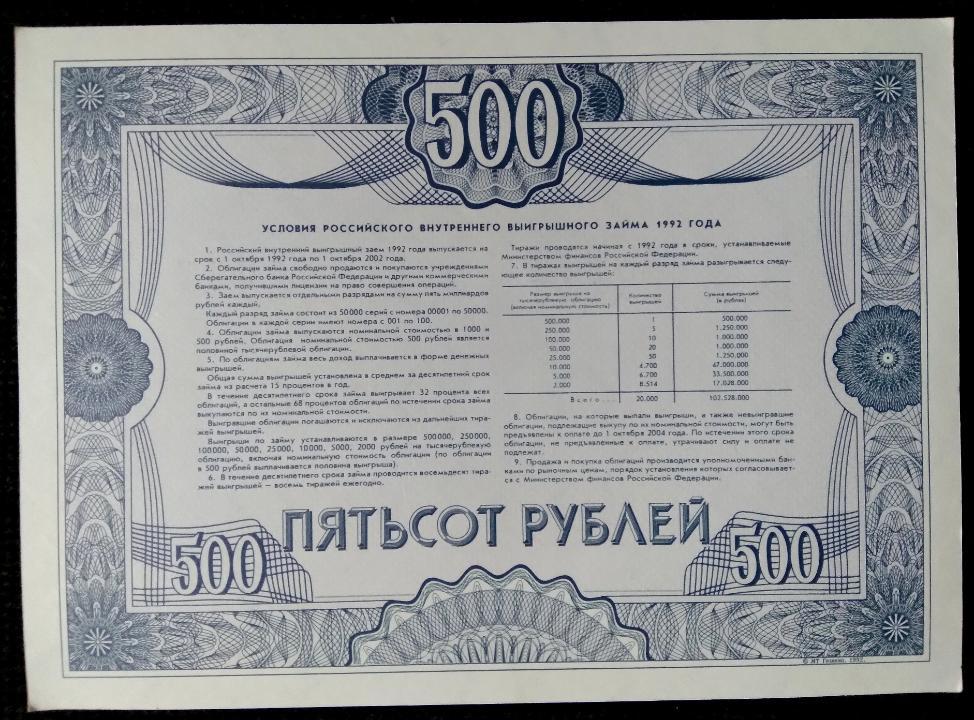 500
УСЛОВИЯ РОССИЙСКОГО ВНУТРЕННЕГО ВЫИГРЫШНОГО ЗАЙМА 1992 ГОДА
1. Российский внутренний выигрышный заем 1992 года выпускается на
срок с 1 октября 1992 года по 1 октября 2002 года.
2. Облигации займа свободно продаются и покупаются учреждениями
Сберегательного банка Российской Федерации и другими коммерческими
банками, получившими лицензии на право совершения операций.
3. Заем выпускается отдельными разрядами на сумму пять миллиардов
рублей каждый.
Каждый разряд займа состоит из 50000 серий с номера 00001 по 50000.
Облигации в каждой серии имеют номера с 001 по 100.
4. Облигации займа выпускаются номинальной стоимостью в 1000 и
500 рублей. Облигация номинальной стоимостью 500 рублей является
половиной тысячерублевой облигации.
5. По облигациям займа весь доход выплачивается в форме денежных
выигрышей.
Общая сумма выигрышей установлена в среднем за десятилетний срок
займа из расчета 15 процентов в год.
В течение десятилетнего срока займа выигрывает 32 процента всех
облигаций, а остальные 68 процентов облигаций по истечении срока займа
выкупаются по их номинальной стоимости.
Выигравшие облигации погашаются и исключаются из дальнейших тира-
жей выигрышей.
Выигрыши по займу устанавливаются в размере 500000, 250000,
100000, 50000, 25000, 10000, 5000, 2000 рублей на тысячерублевую
облигацию, включая номинальную стоимость облигации (по облигации
в 500 рублей выплачивается половина выигрыша).
6. В течение десятилетнего срока займа проводится восемьдесят тира-
жей выигрышей — восемь тиражей ежегодно.
Тиражи проводятся начиная с 1992 года в сроки, устанавливаемые
Министерством финансов Российской Федерации.
7. В тиражах выигрышей на каждый разряд займа разыгрывается следу-
ющее количество выигрышей:
Размер выигрыша на тысячерублевую облигацию (включая номинальную стоимость) Количество выигрышей Сумма выигрышей (в рублях)
500.000 1 500.000
250.000 5 1.250.000
100.000 10 1.000.000
50.000 20 1.000.000
25.000 50 1.250.000
10.000 4.700 47.000.000
5.000 6.700 33.500.000
2.000 8.514 17.028.000
Всего... 20.000 102.528.000
8. Облигации, на которые выпали выигрыши, а также невыигравшие
облигации, подлежащие выкупу по их номинальной стоимости, могут быть
предъявлены к оплате до 1 октября 2004 года. По истечении этого срока
облигации, не предъявленные к оплате, утрачивают силу и оплате не
подлежат.
9. Продажа и покупка облигаций производится уполномоченными бан-
ками по рыночным ценам, порядок установления которых согласовывает-
ся с Министерством финансов Российской Федерации.
ПЯТЬСОТ РУБЛЕЙ
500 500
© МТ Гознака. 1992.